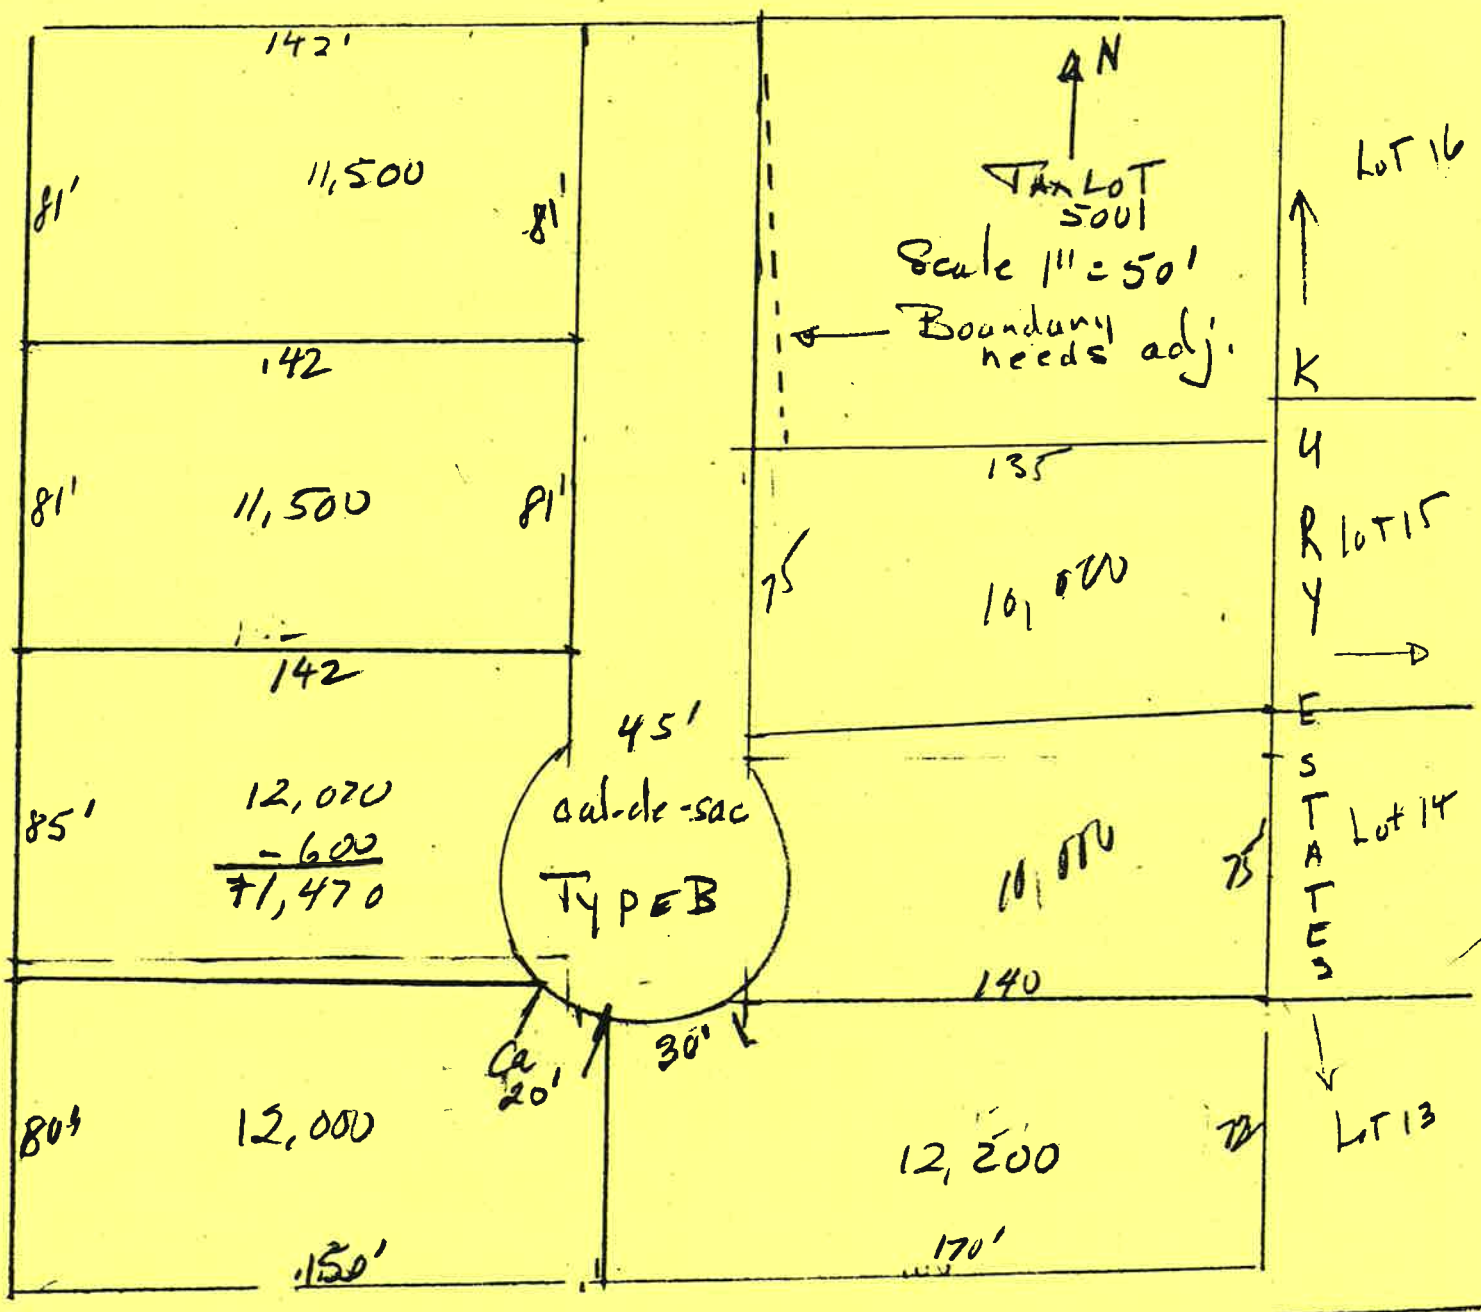 142'
N
11,500
81'
81'
TAX LOT
5001
Scale 1" = 50'
Boundary
needs adj.
LOT 16
142
81'
11,500
81'
135
75
10,000
KURY ESTATES
LOT 15
142
45'
cul-de-sac
TYPE B
85'
12,070
- 600
11,470
10,000
75'
Lot 14
140
Ca
20'
30'
80'
12,000
12,200
LOT 13
150'
170'